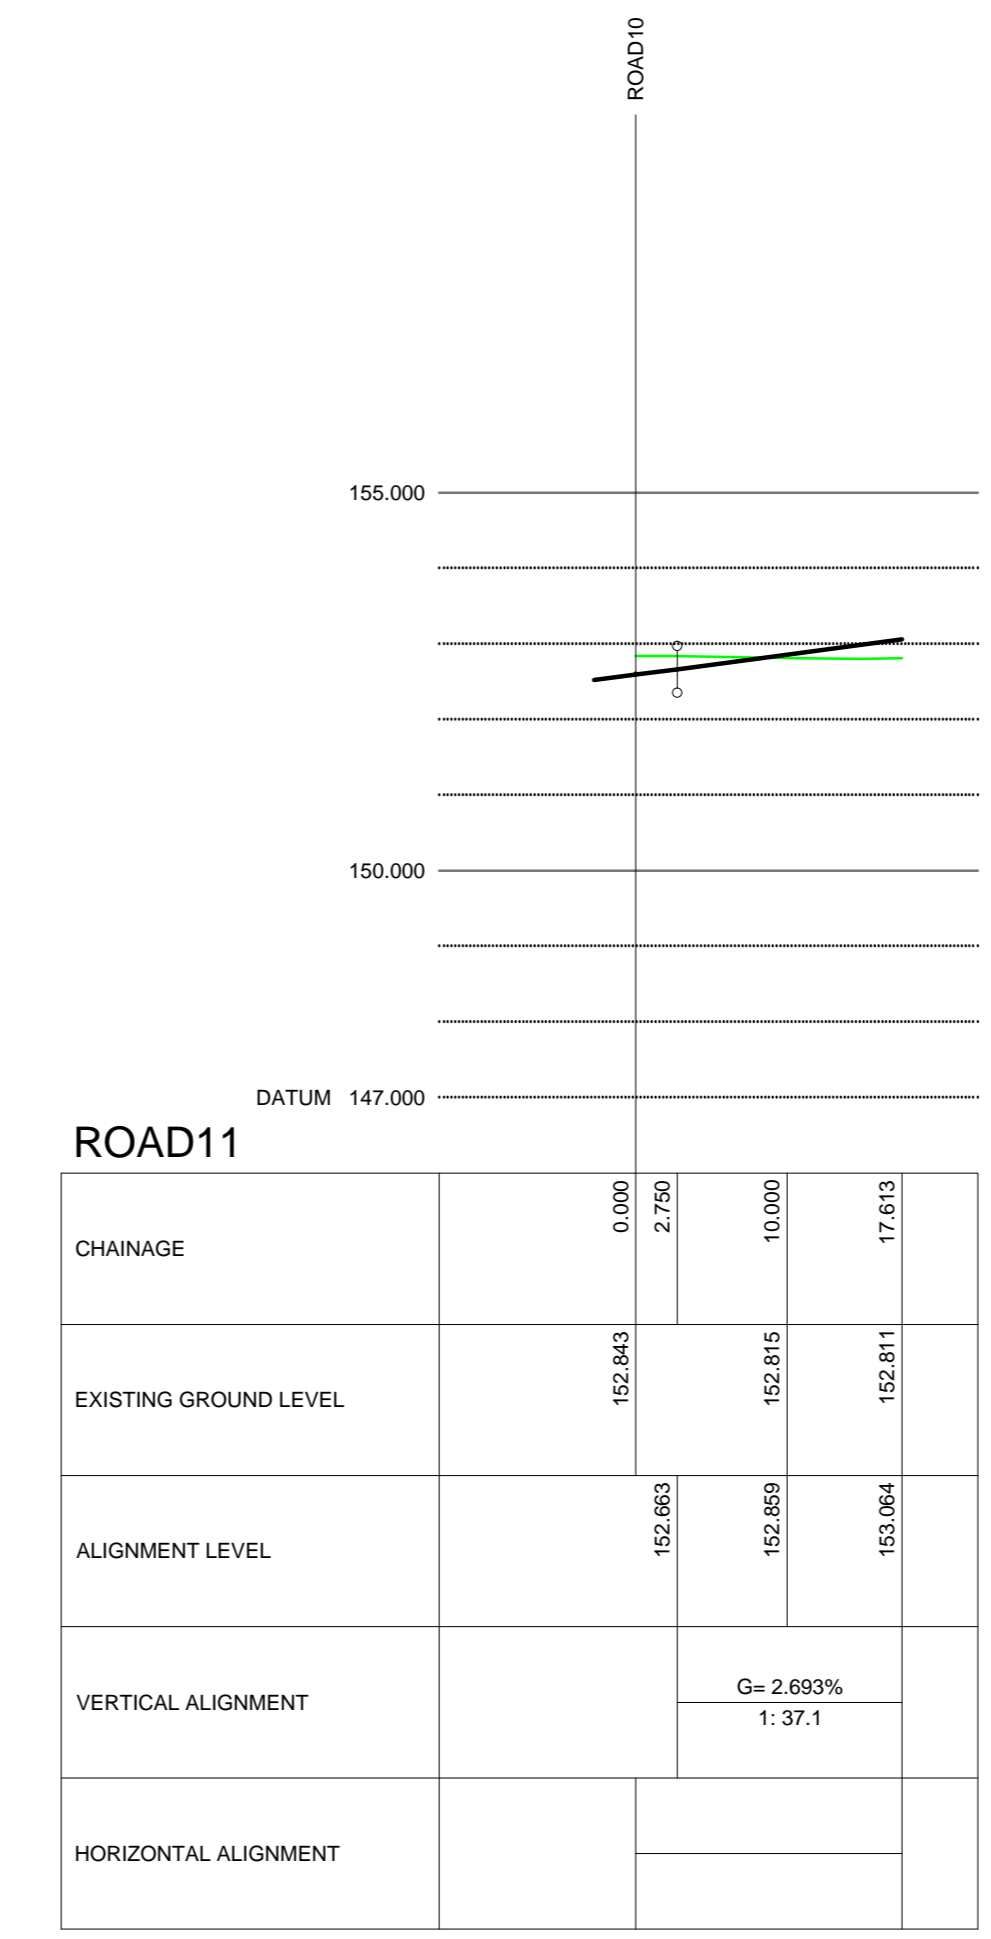 ROAD10
155.000
150.000
DATUM 147.000
ROAD11
CHAINAGE 0.000 2.750 10.000 17.613
EXISTING GROUND LEVEL 152.843 152.815 152.811
ALIGNMENT LEVEL 152.663 152.859 153.064
VERTICAL ALIGNMENT G= 2.693%
1: 37.1
HORIZONTAL ALIGNMENT